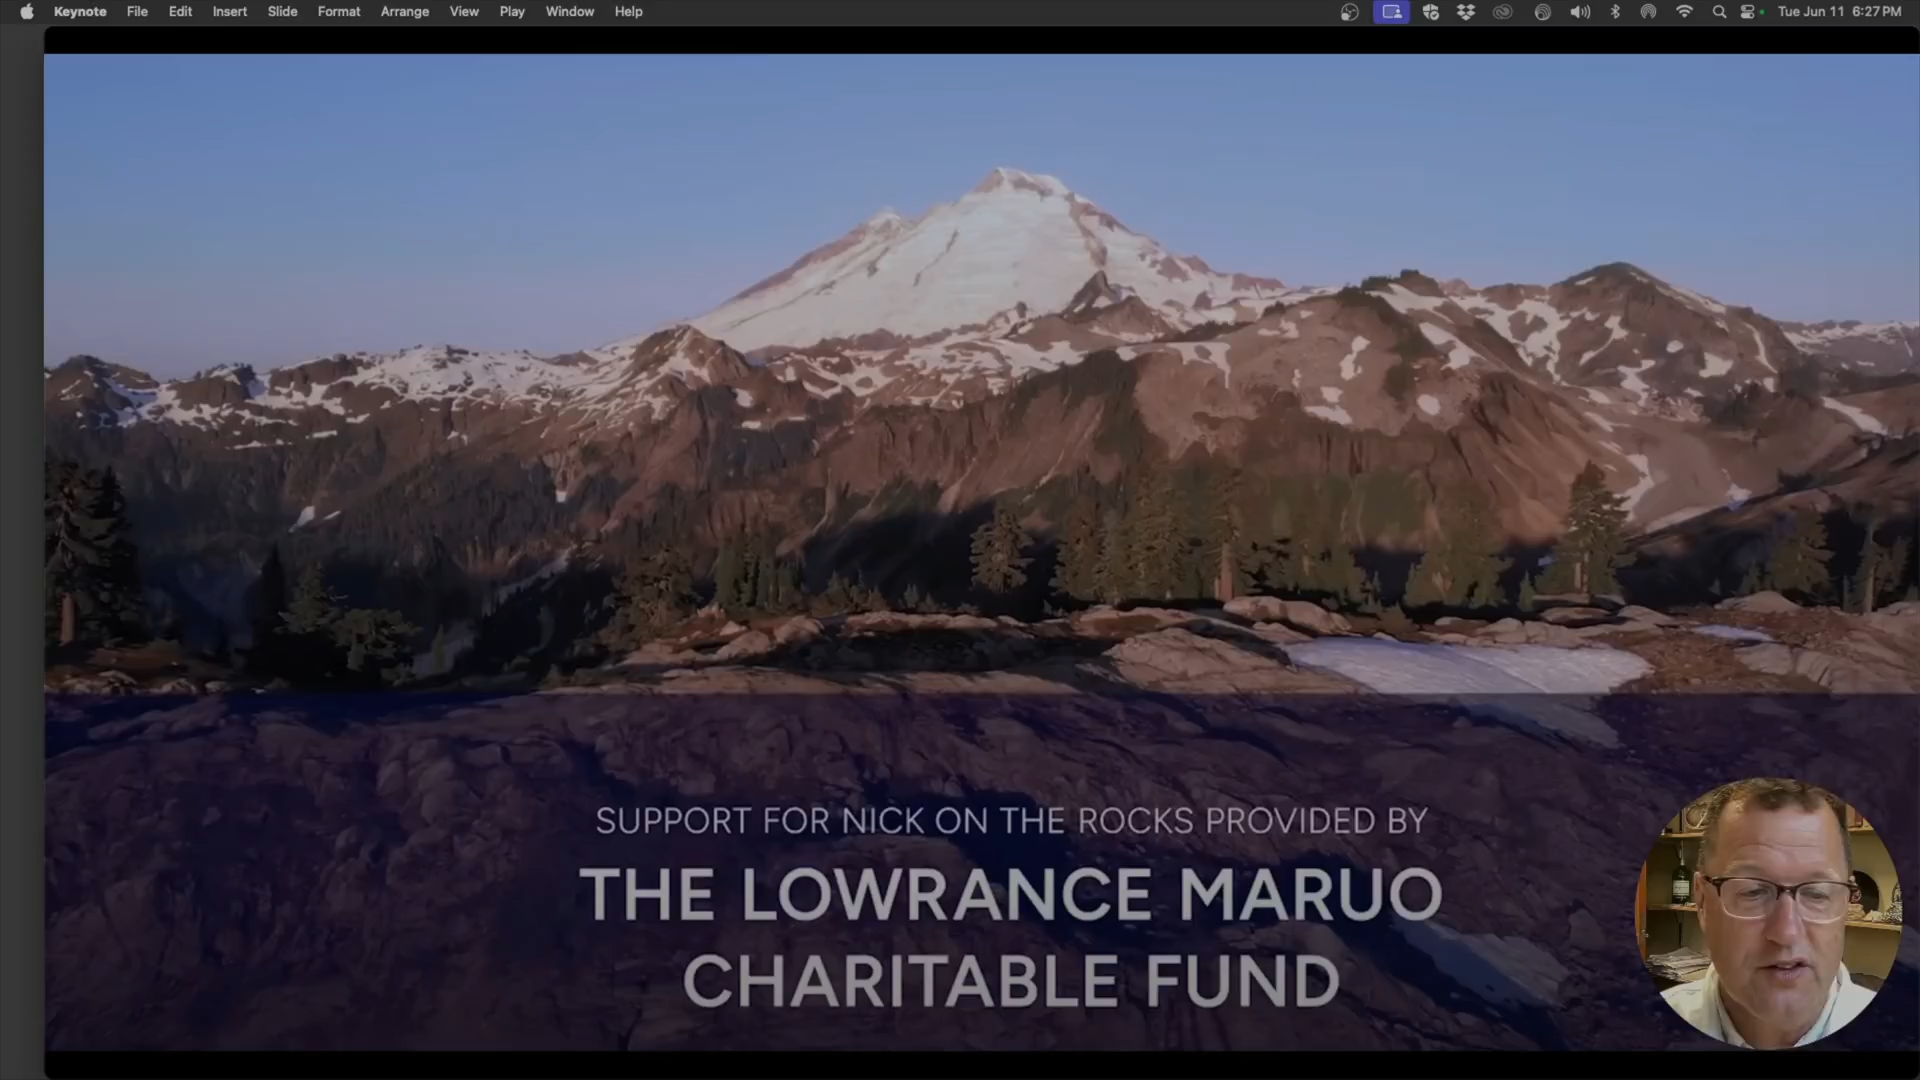 Keynote File Edit Insert Slide Format Arrange View Play Window Help Tue Jun 11 6:27 PM
SUPPORT FOR NICK ON THE ROCKS PROVIDED BY
THE LOWRANCE MARUO
CHARITABLE FUND